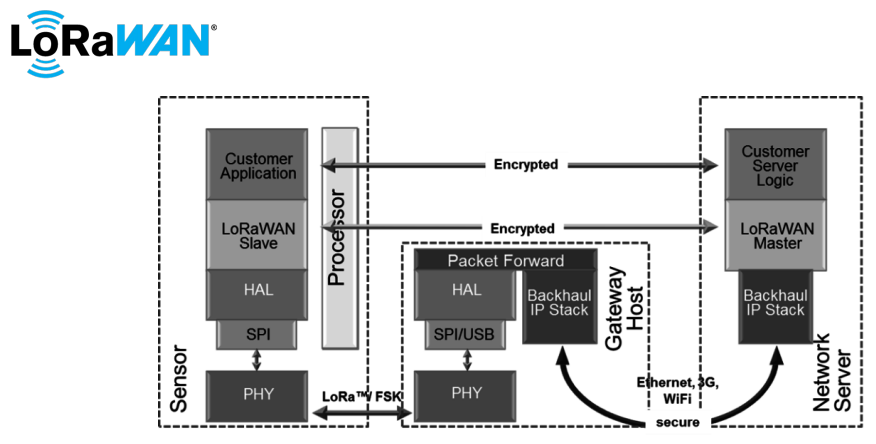 LoRaWAN®
Customer
Application
LoRaWAN
Slave
HAL
SPI
PHY
Processor
Sensor
Encrypted
Encrypted
LoRa™/ FSK
Packet Forward
HAL
SPI/USB
PHY
Backhaul
IP Stack
Gateway
Host
Ethernet, 3G,
WiFi
secure
Customer
Server
Logic
LoRaWAN
Master
Backhaul
IP Stack
Network
Server